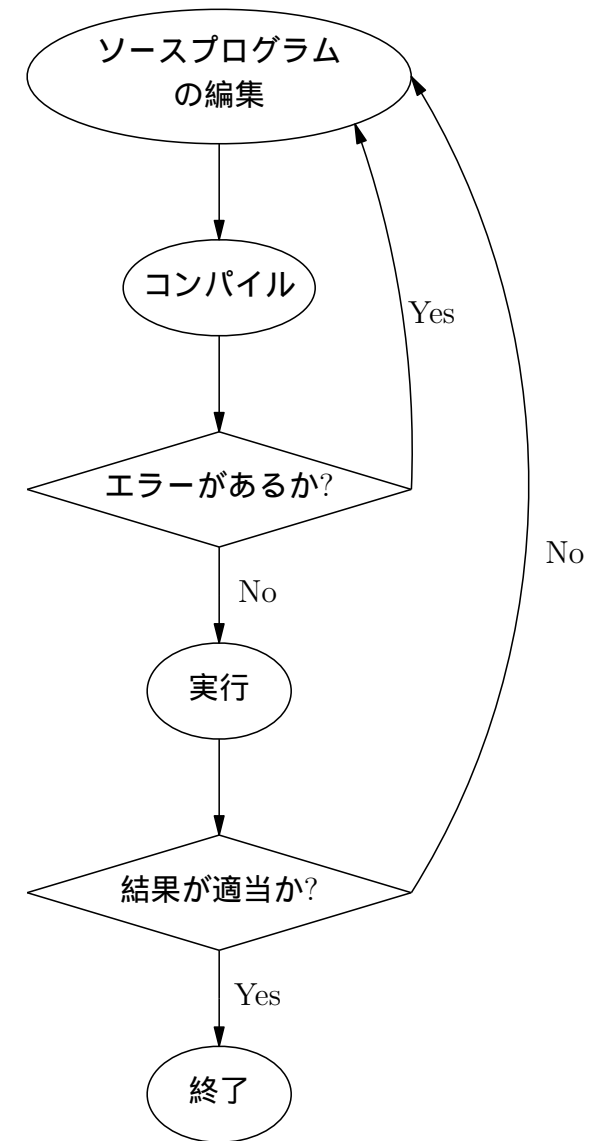 ソースプログラム
の編集
コンパイル
Yes
エラーがあるか?
No
No
実行
結果が適当か?
Yes
終了